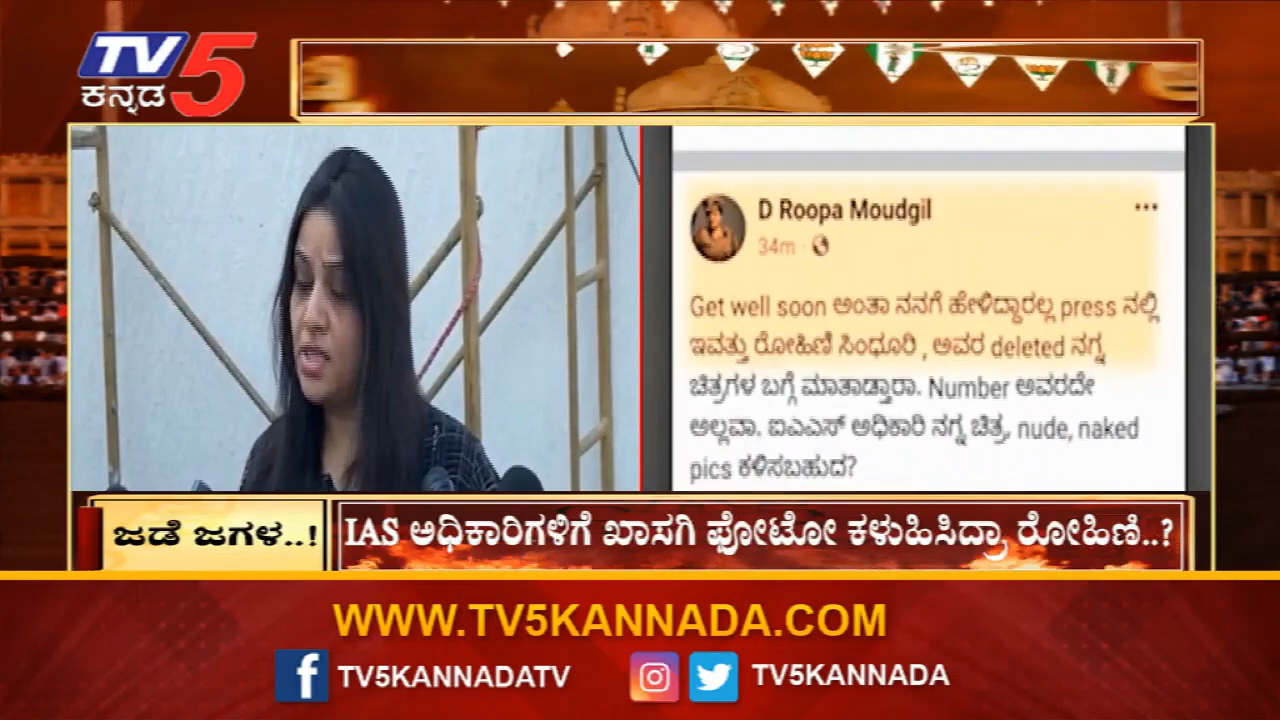 TV5
ಕನ್ನಡ
D Roopa Moudgil
34m
Get well soon ಅಂತಾ ನನಗೆ ಹೇಳಿದ್ದಾರಲ್ಲ press ನಲ್ಲಿ
ಇವತ್ತು ರೋಹಿಣಿ ಸಿಂಧೂರಿ , ಅವರ deleted ನಗ್ನ
ಚಿತ್ರಗಳ ಬಗ್ಗೆ ಮಾತಾಡ್ತಾರಾ. Number ಅವರದೇ
ಅಲ್ಲವಾ. ಐಎಎಸ್ ಅಧಿಕಾರಿ ನಗ್ನ ಚಿತ್ರ, nude, naked
pics ಕಳಿಸಬಹುದ?
ಜಡೆ ಜಗಳ..!
IAS ಅಧಿಕಾರಿಗಳಿಗೆ ಖಾಸಗಿ ಫೋಟೋ ಕಳುಹಿಸಿದ್ರಾ ರೋಹಿಣಿ..?
WWW.TV5KANNADA.COM
TV5KANNADATV
TV5KANNADA